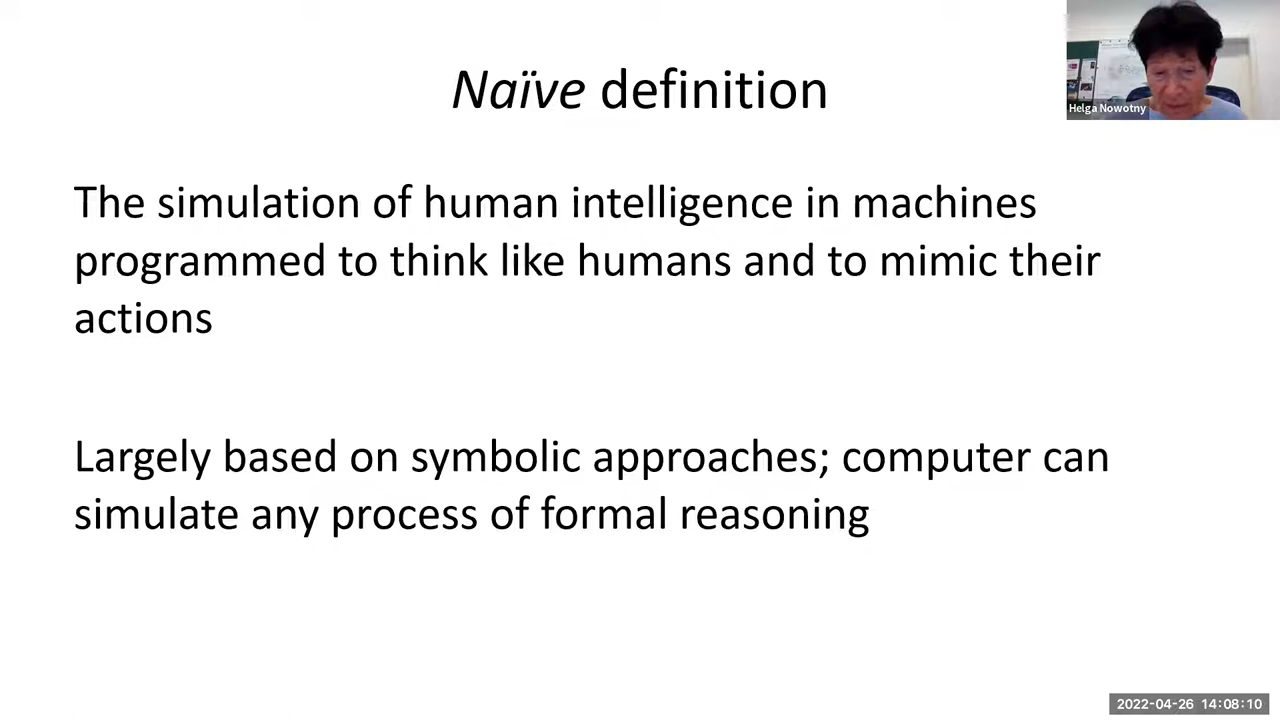 Naïve definition
Helga Nowotny
The simulation of human intelligence in machines
programmed to think like humans and to mimic their
actions
Largely based on symbolic approaches; computer can
simulate any process of formal reasoning
2022-04-26 14:08:10